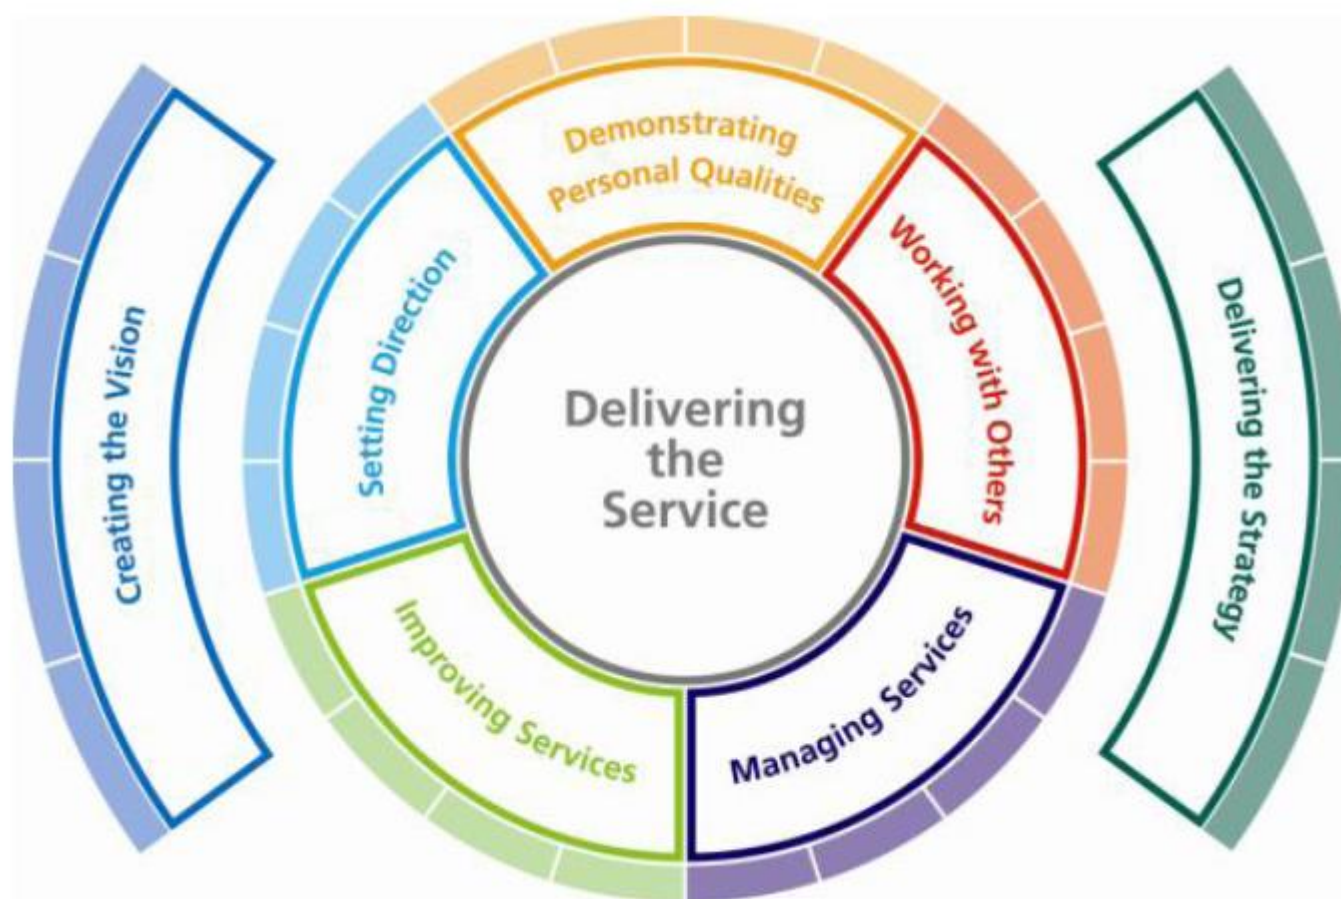 Demonstrating
Personal Qualities
Creating the Vision
Setting Direction
Delivering
the
Service
Working with Others
Delivering the Strategy
Improving Services
Managing Services